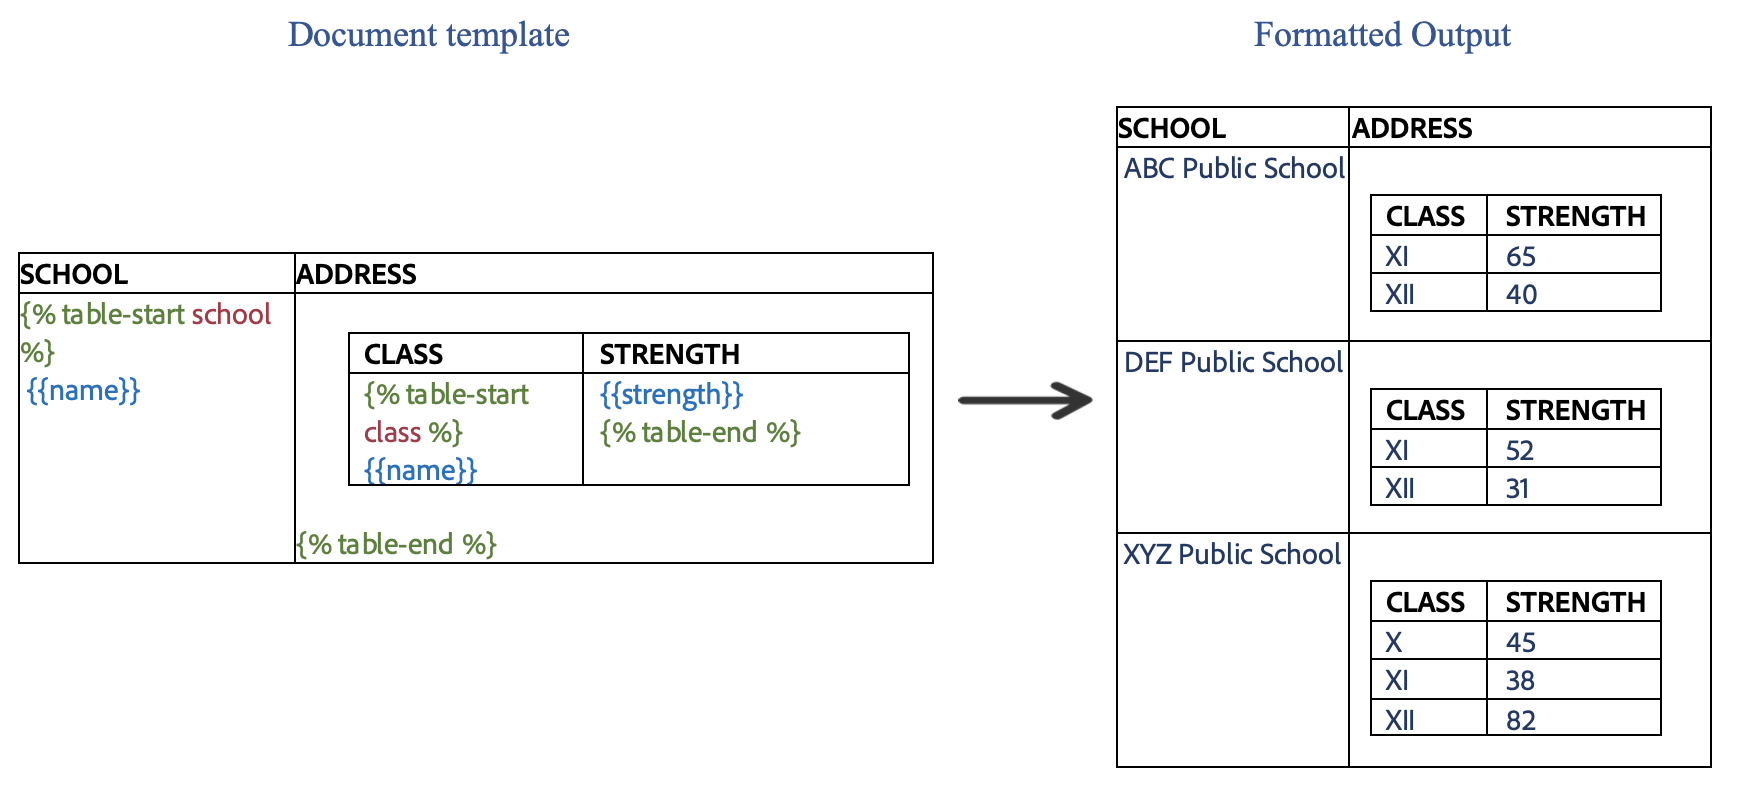 Document template
SCHOOL ADDRESS
{% table-start school
%}
{{name}}
CLASS STRENGTH
{% table-start {{strength}}
class %} {% table-end %}
{{name}}
{% table-end %}
Formatted Output
SCHOOL ADDRESS
ABC Public School
CLASS STRENGTH
XI 65
XII 40
DEF Public School
CLASS STRENGTH
XI 52
XII 31
XYZ Public School
CLASS STRENGTH
X 45
XI 38
XII 82